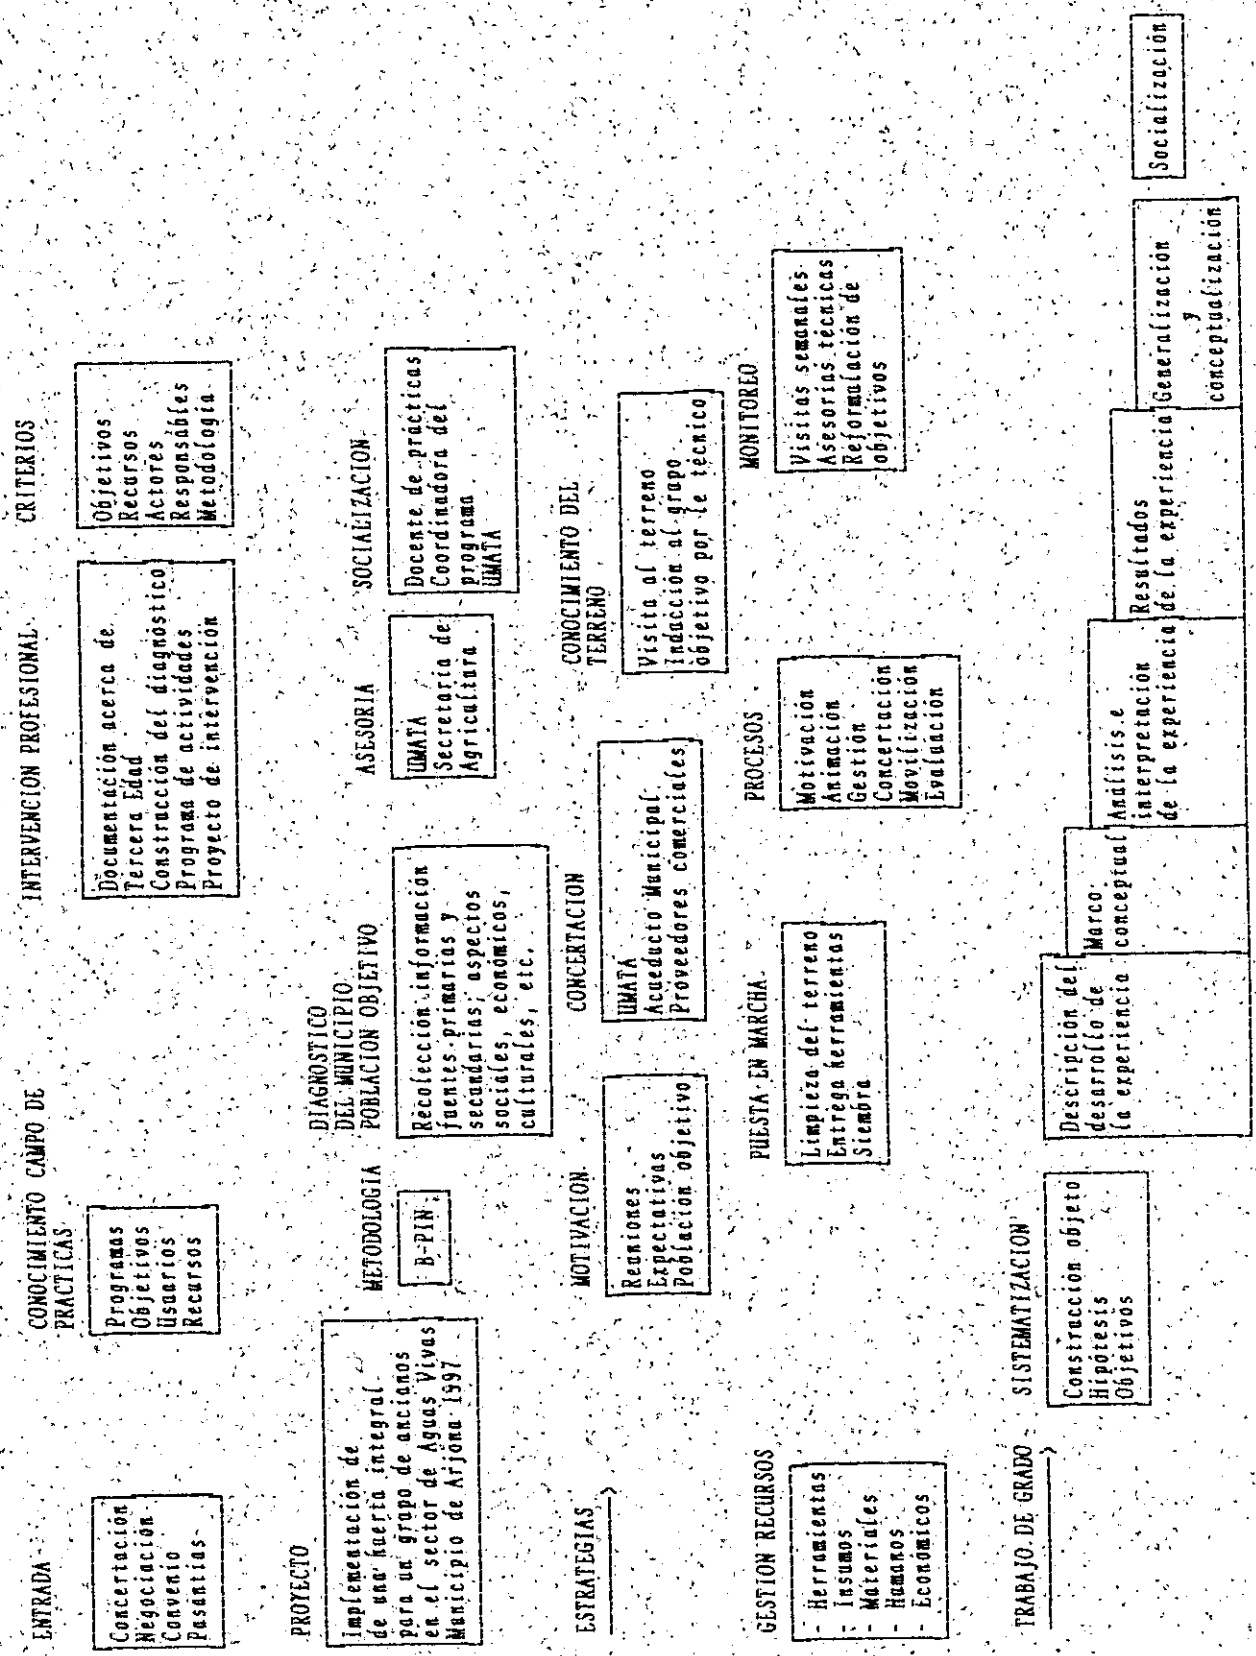 ENTRADA
Concertación
Negociación
Convenio
Pasantías
CONOCIMIENTO CAMPO DE
PRACTICAS
Programas
Objetivos
Usuarios
Recursos
INTERVENCION PROFESIONAL
Documentación acerca de
Tercera Edad
Construcción del diagnóstico
Programa de actividades
Proyecto de intervención
CRITERIOS
Objetivos
Recursos
Actores
Responsables
Metodología
PROYECTO
Implementación de
de una huerta integral
para un grupo de ancianos
en el sector de Aguas Vivas
Municipio de Arjona 1997
METODOLOGIA
B-PIN
DIAGNOSTICO
DEL MUNICIPIO
POBLACION OBJETIVO
Recolección información
fuentes primarias y
secundarias, aspectos
sociales, económicos,
culturales, etc.
ASESORIA
UMATA
Secretaría de
Agricultura
SOCIALIZACION
Docente de prácticas
Coordinadora del
programa
UMATA
ESTRATEGIAS
MOTIVACION
Reuniones
Expectativas
Población objetivo
CONCERTACION
UMATA
Acueducto Municipal
Proveedores comerciales
CONOCIMIENTO DEL
TERRENO
Visita al terreno
Inducción al grupo
objetivo por le técnico
GESTION RECURSOS
- Herramientas
- Insumos
- Materiales
- Humanos
- Económicos
PUESTA EN MARCHA
Limpieza del terreno
Entrega herramientas
Siembra
PROCESOS
Motivación
Animación
Gestión
Concertación
Movilización
Evaluación
MONITOREO
Visitas semanales
Asesorías técnicas
Reformulación de
objetivos
TRABAJO DE GRADO
SISTEMATIZACION
Construcción objeto
Hipótesis
Objetivos
Descripción del
desarrollo de
la experiencia
Marco
conceptual
Análisis e
interpretación
de la experiencia
Resultados
de la experiencia
Generalización
y
conceptualización
Socialización